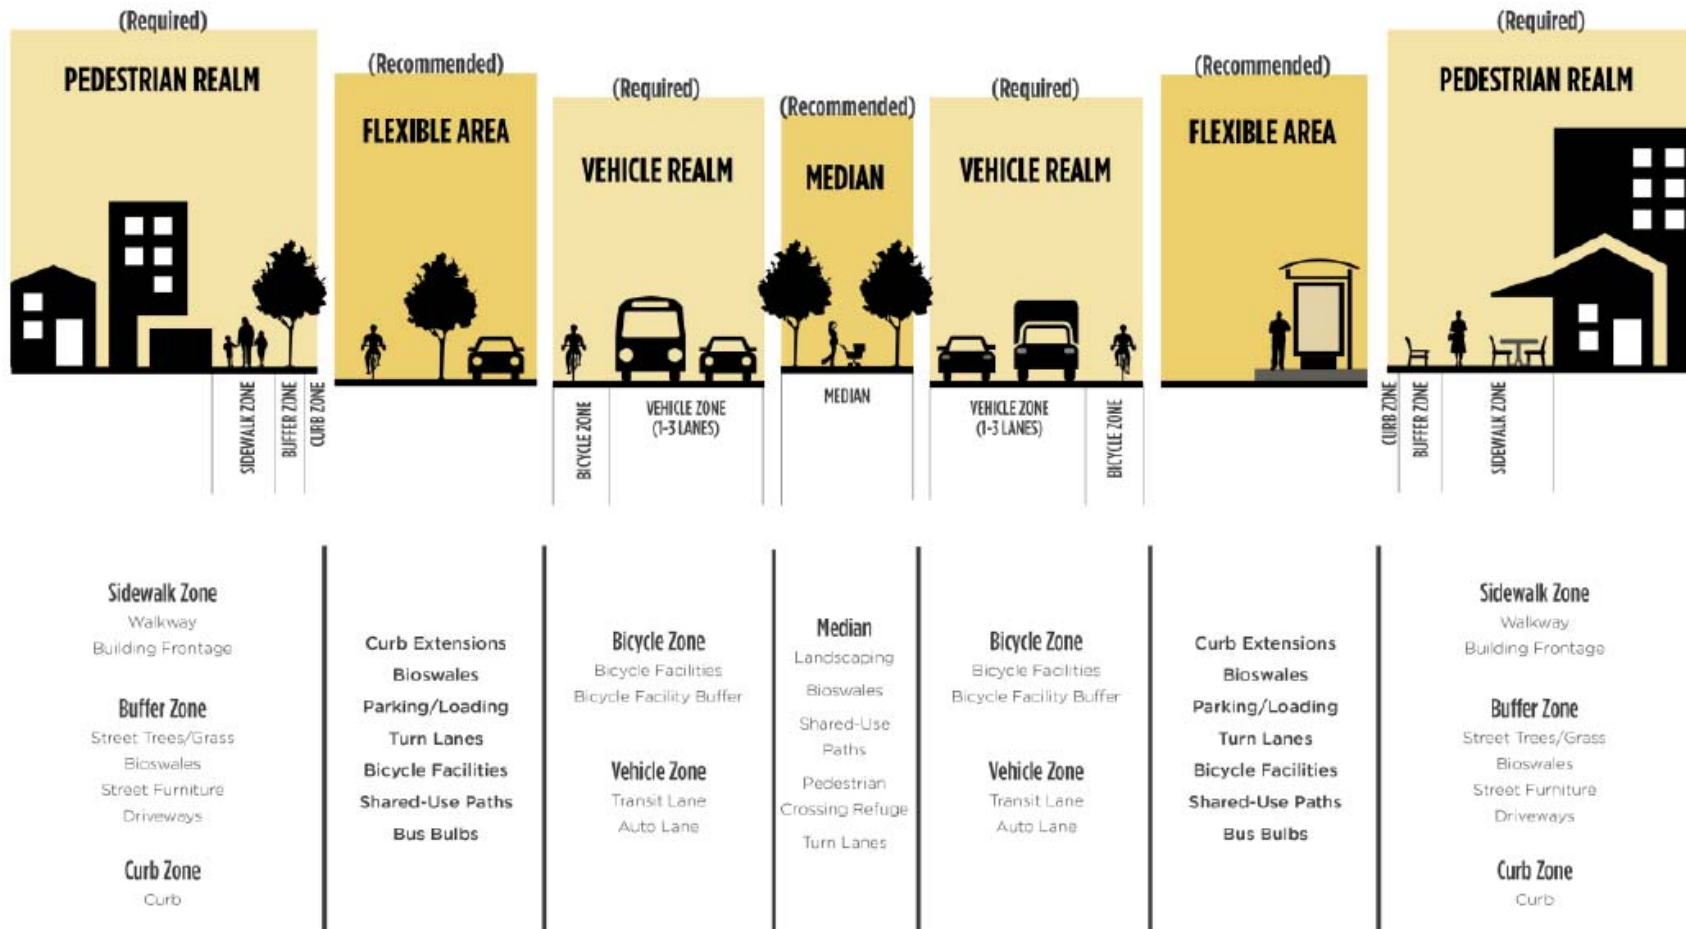 (Required)
PEDESTRIAN REALM
SIDEWALK ZONE
BUFFER ZONE
CURB ZONE
(Recommended)
FLEXIBLE AREA
(Required)
VEHICLE REALM
BICYCLE ZONE
VEHICLE ZONE
(1-3 LANES)
(Recommended)
MEDIAN
MEDIAN
(Required)
VEHICLE REALM
VEHICLE ZONE
(1-3 LANES)
BICYCLE ZONE
(Recommended)
FLEXIBLE AREA
(Required)
PEDESTRIAN REALM
CURB ZONE
BUFFER ZONE
SIDEWALK ZONE
Sidewalk Zone
Walkway
Building Frontage
Buffer Zone
Street Trees/Grass
Bioswales
Street Furniture
Driveways
Curb Zone
Curb
Curb Extensions
Bioswales
Parking/Loading
Turn Lanes
Bicycle Facilities
Shared-Use Paths
Bus Bulbs
Bicycle Zone
Bicycle Facilities
Bicycle Facility Buffer
Vehicle Zone
Transit Lane
Auto Lane
Median
Landscaping
Bioswales
Shared-Use
Paths
Pedestrian
Crossing Refuge
Turn Lanes
Bicycle Zone
Bicycle Facilities
Bicycle Facility Buffer
Vehicle Zone
Transit Lane
Auto Lane
Curb Extensions
Bioswales
Parking/Loading
Turn Lanes
Bicycle Facilities
Shared-Use Paths
Bus Bulbs
Sidewalk Zone
Walkway
Building Frontage
Buffer Zone
Street Trees/Grass
Bioswales
Street Furniture
Driveways
Curb Zone
Curb